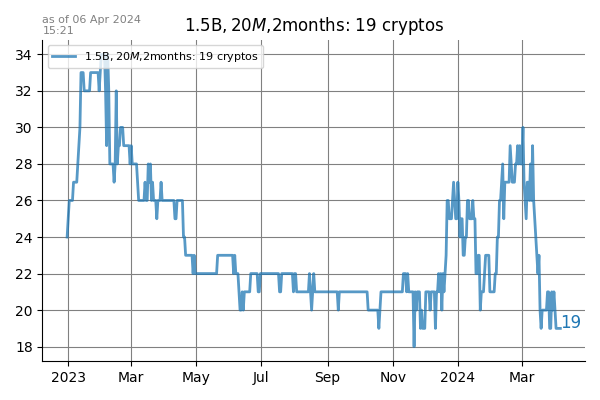 as of 06 Apr 2024
15:21
1.5B, 20M,2months: 19 cryptos
1.5B, 20M,2months: 19 cryptos
34
32
30
28
26
24
22
20
18
19
2023 Mar May Jul Sep Nov 2024 Mar